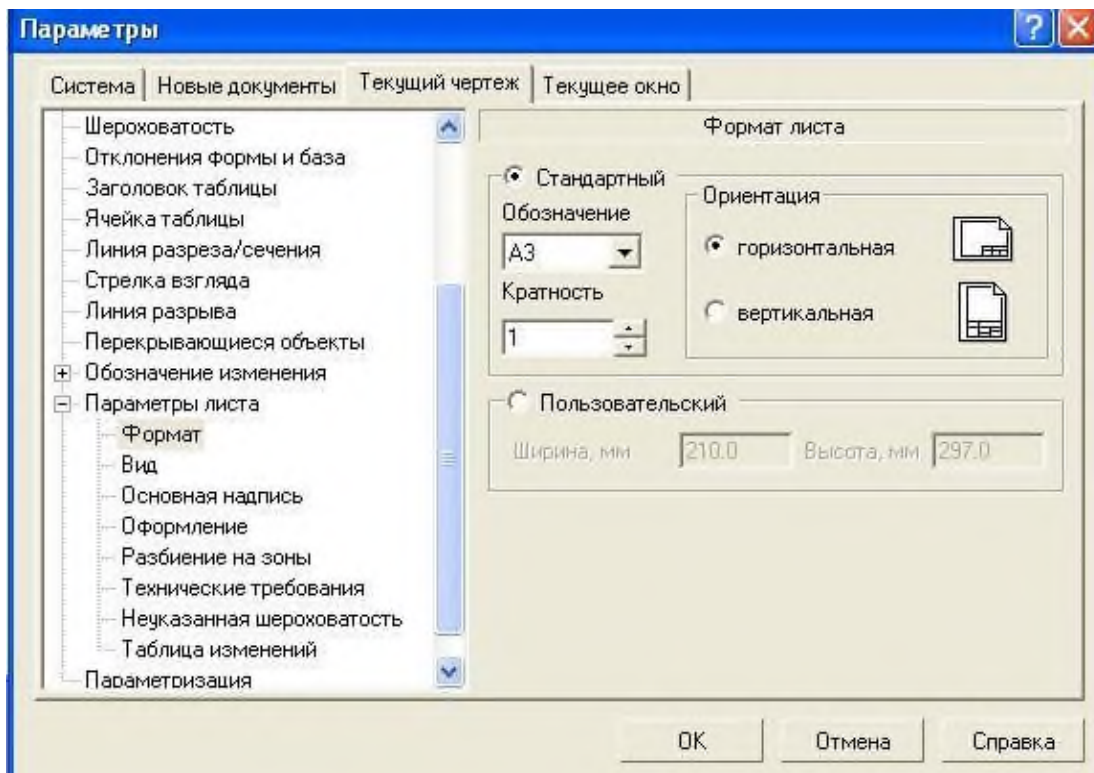 Параметры
Система Новые документы Текущий чертеж Текущее окно
Шероховатость
Отклонения формы и база
Заголовок таблицы
Ячейка таблицы
Линия разреза/сечения
Стрелка взгляда
Линия разрыва
Перекрывающиеся объекты
Обозначение изменения
Параметры листа
Формат
Вид
Основная надпись
Оформление
Разбиение на зоны
Технические требования
Неуказанная шероховатость
Таблица изменений
Параметризация
Формат листа
Стандартный
Обозначение
А3
Кратность
1
Ориентация
горизонтальная
вертикальная
Пользовательский
Ширина, мм 210.0 Высота, мм 297.0
ОК Отмена Справка